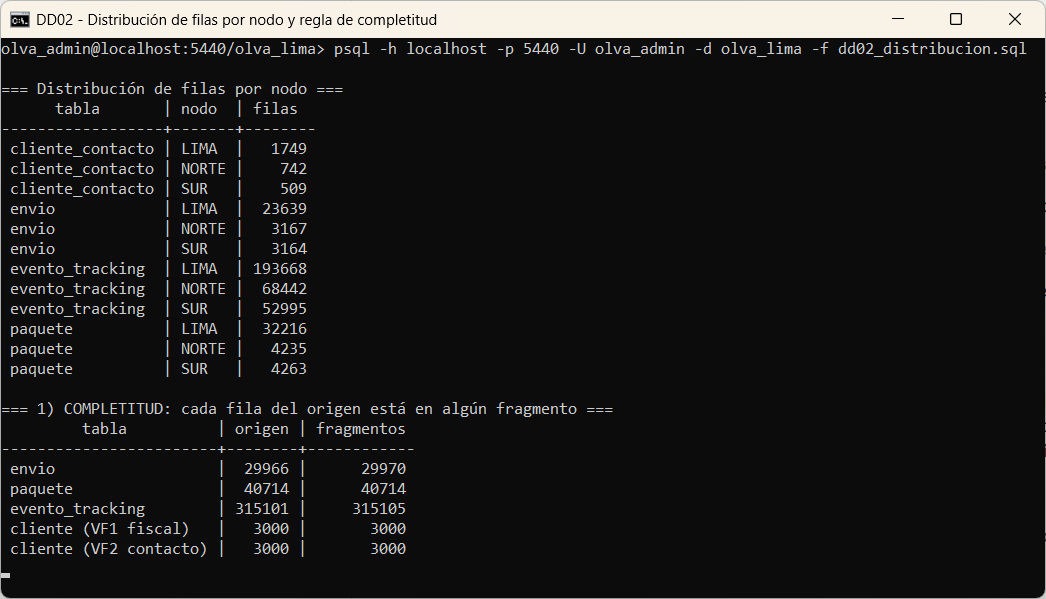 DD02 - Distribución de filas por nodo y regla de completitud
olva_admin@localhost:5440/olva_lima> psql -h localhost -p 5440 -U olva_admin -d olva_lima -f dd02_distribucion.sql
=== Distribución de filas por nodo ===
      tabla       | nodo  | filas
------------------+-------+--------
 cliente_contacto | LIMA  |   1749
 cliente_contacto | NORTE |    742
 cliente_contacto | SUR   |    509
 envio            | LIMA  |  23639
 envio            | NORTE |   3167
 envio            | SUR   |   3164
 evento_tracking  | LIMA  | 193668
 evento_tracking  | NORTE |  68442
 evento_tracking  | SUR   |  52995
 paquete          | LIMA  |  32216
 paquete          | NORTE |   4235
 paquete          | SUR   |   4263
=== 1) COMPLETITUD: cada fila del origen está en algún fragmento ===
         tabla          | origen | fragmentos
------------------------+--------+------------
 envio                  |  29966 |      29970
 paquete                |  40714 |      40714
 evento_tracking        | 315101 |     315105
 cliente (VF1 fiscal)   |   3000 |       3000
 cliente (VF2 contacto) |   3000 |       3000